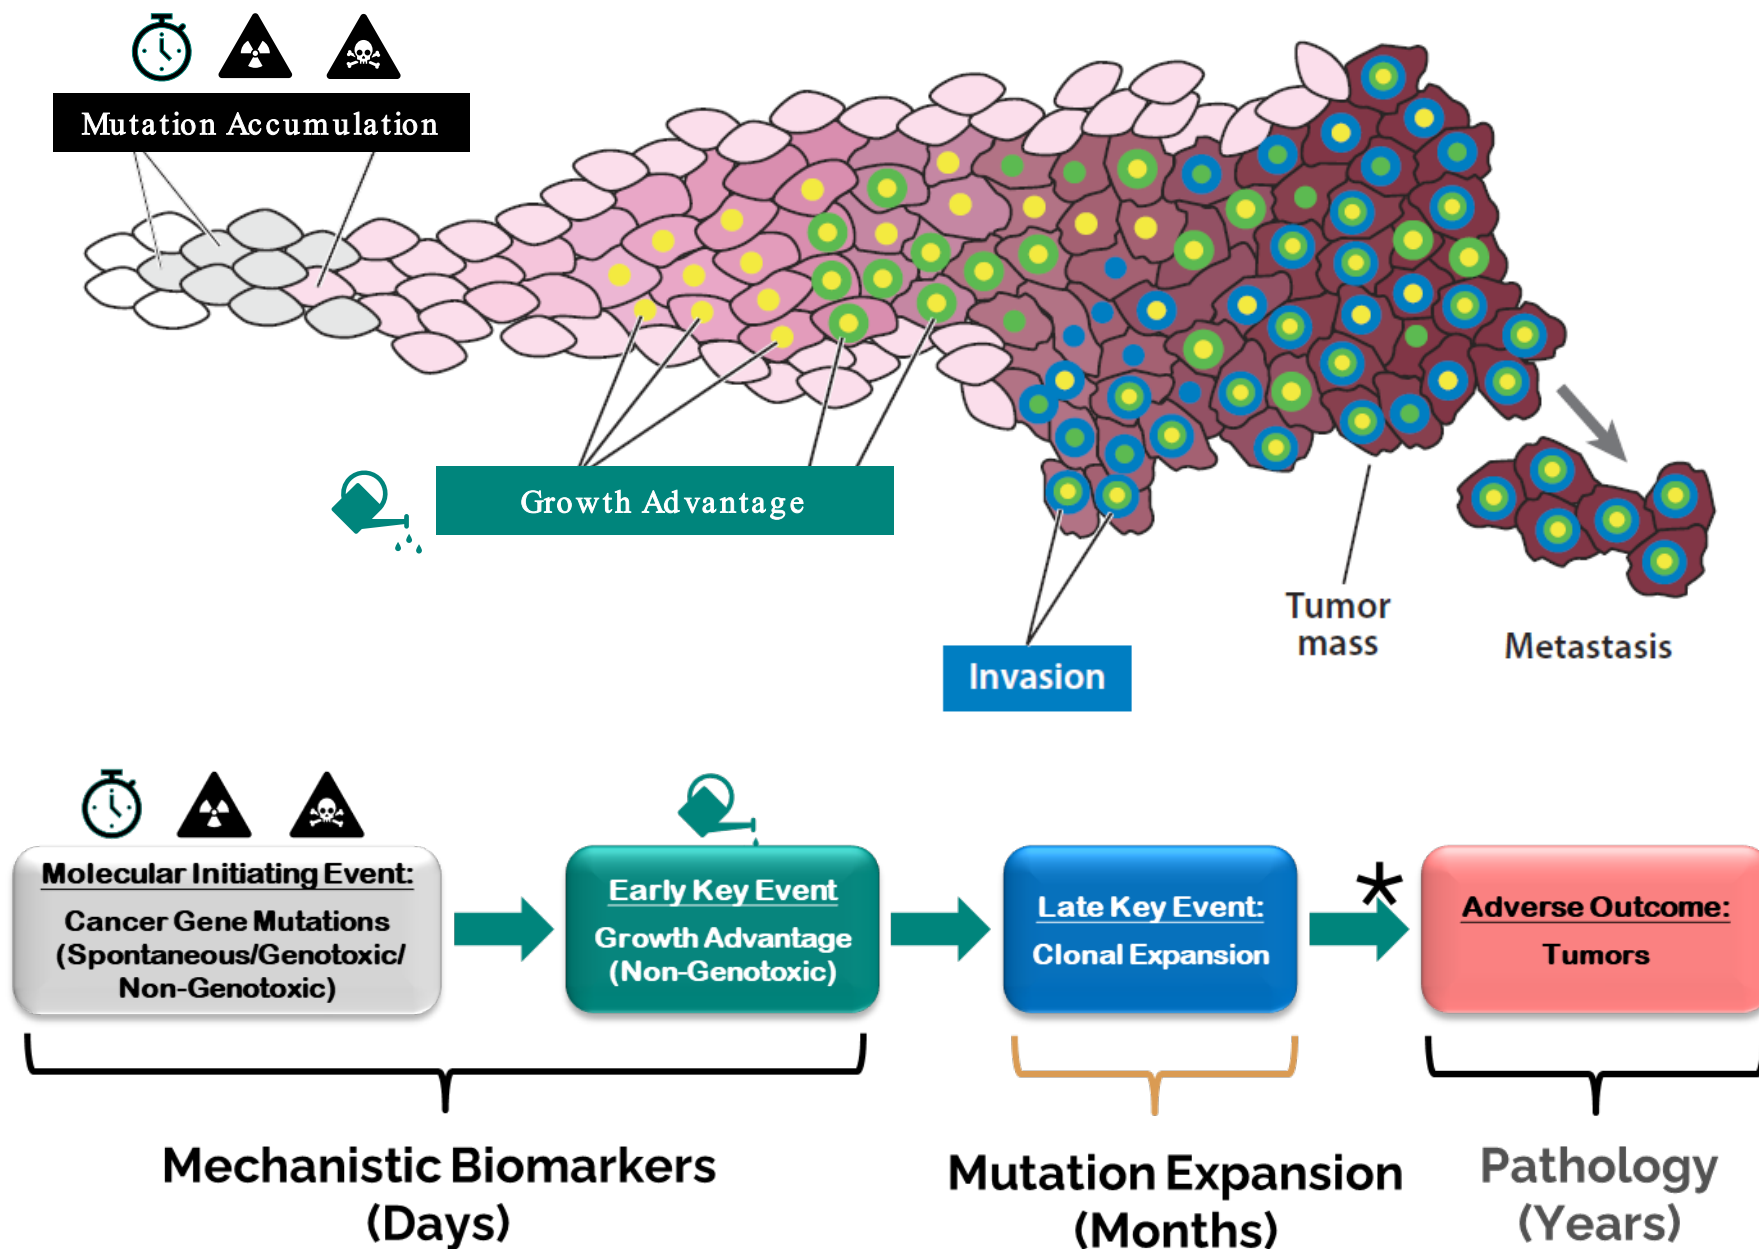 Mutation Accumulation
Growth Advantage
Invasion
Tumor
mass
Metastasis
Molecular Initiating Event:
Cancer Gene Mutations
(Spontaneous/Genotoxic/
Non-Genotoxic)
Early Key Event
Growth Advantage
(Non-Genotoxic)
Late Key Event:
Clonal Expansion
*
Adverse Outcome:
Tumors
Mechanistic Biomarkers
(Days)
Mutation Expansion
(Months)
Pathology
(Years)